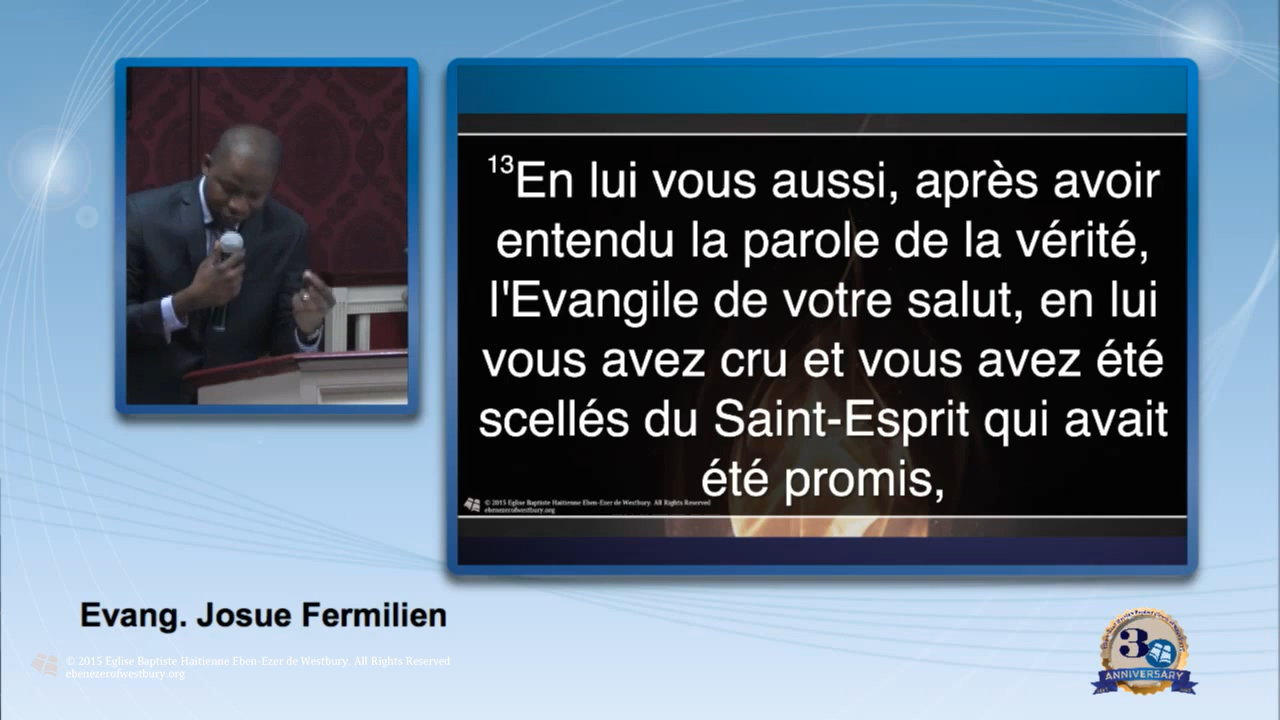 ¹³En lui vous aussi, après avoir
entendu la parole de la vérité,
l'Evangile de votre salut, en lui
vous avez cru et vous avez été
scellés du Saint-Esprit qui avait
été promis,
© 2015 Eglise Baptiste Haitienne Eben-Ezer de Westbury. All Rights Reserved
ebenezerofwestbury.org
Evang. Josue Fermilien
© 2015 Eglise Baptiste Haitienne Eben-Ezer de Westbury. All Rights Reserved
ebenezerofwestbury.org
3
ANNIVERSARY